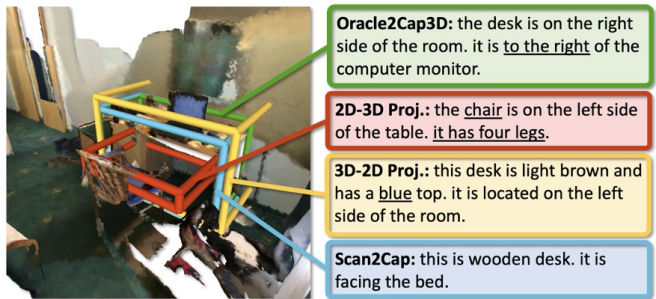 Oracle2Cap3D: the desk is on the right
side of the room. it is to the right of the
computer monitor.
2D-3D Proj.: the chair is on the left side
of the table. it has four legs.
3D-2D Proj.: this desk is light brown and
has a blue top. it is located on the left
side of the room.
Scan2Cap: this is wooden desk. it is
facing the bed.